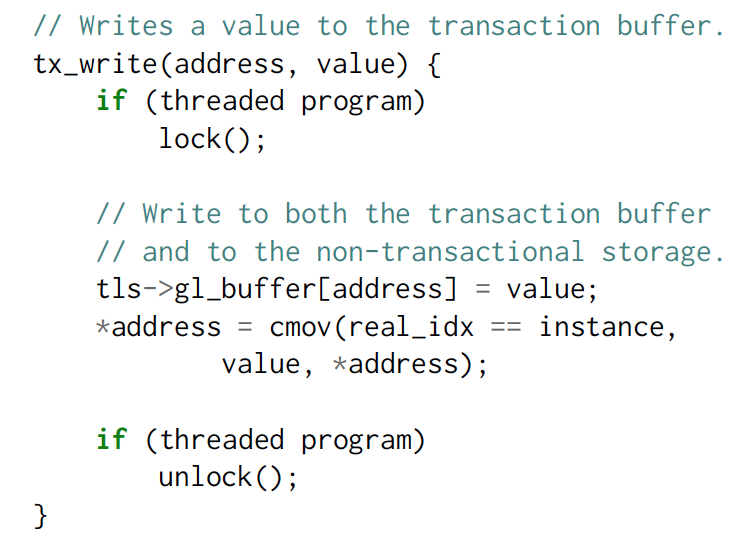 // Writes a value to the transaction buffer.
tx_write(address, value) {
    if (threaded program)
        lock();

    // Write to both the transaction buffer
    // and to the non-transactional storage.
    tls->gl_buffer[address] = value;
    *address = cmov(real_idx == instance,
            value, *address);

    if (threaded program)
        unlock();
}